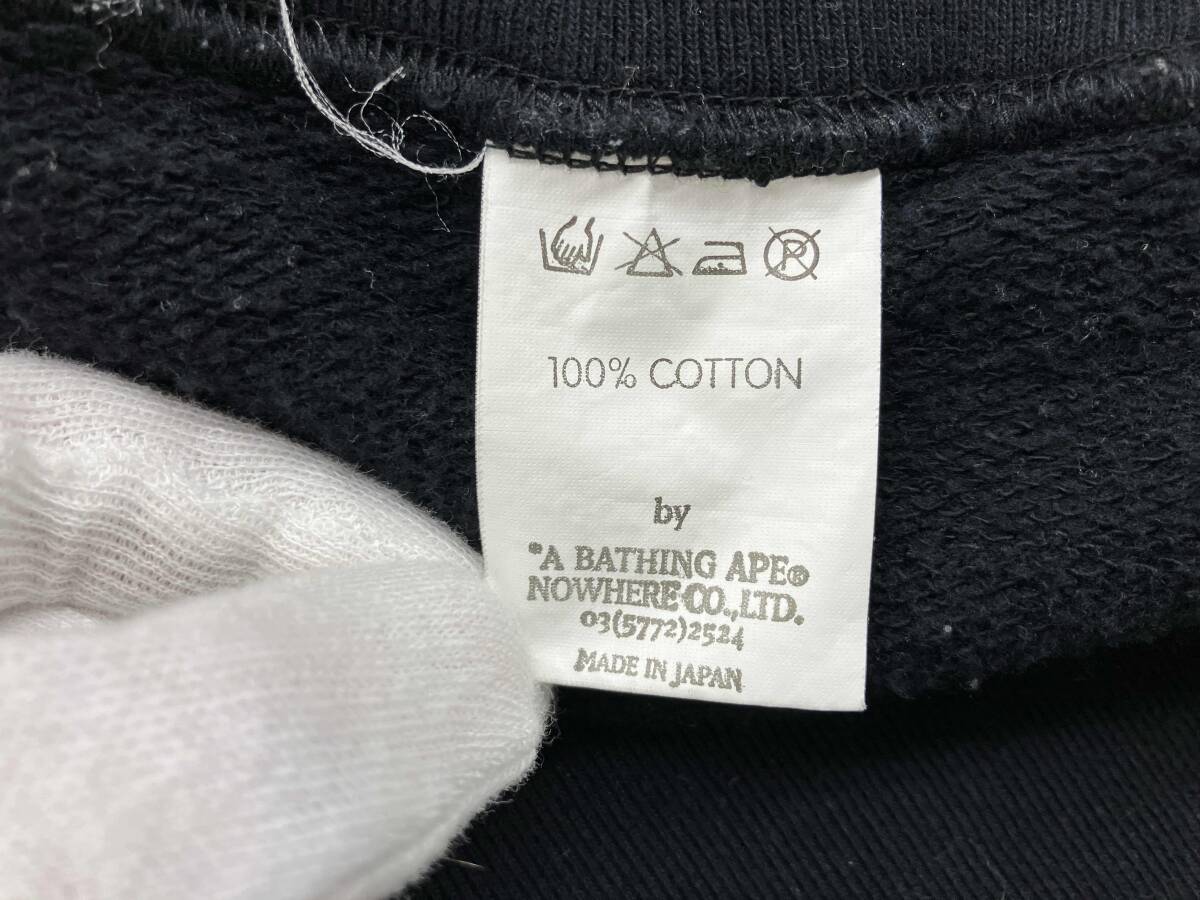 P
100% COTTON
by
*A BATHING APE®
NOWHERE CO.,LTD.
03(5772)2524
MADE IN JAPAN